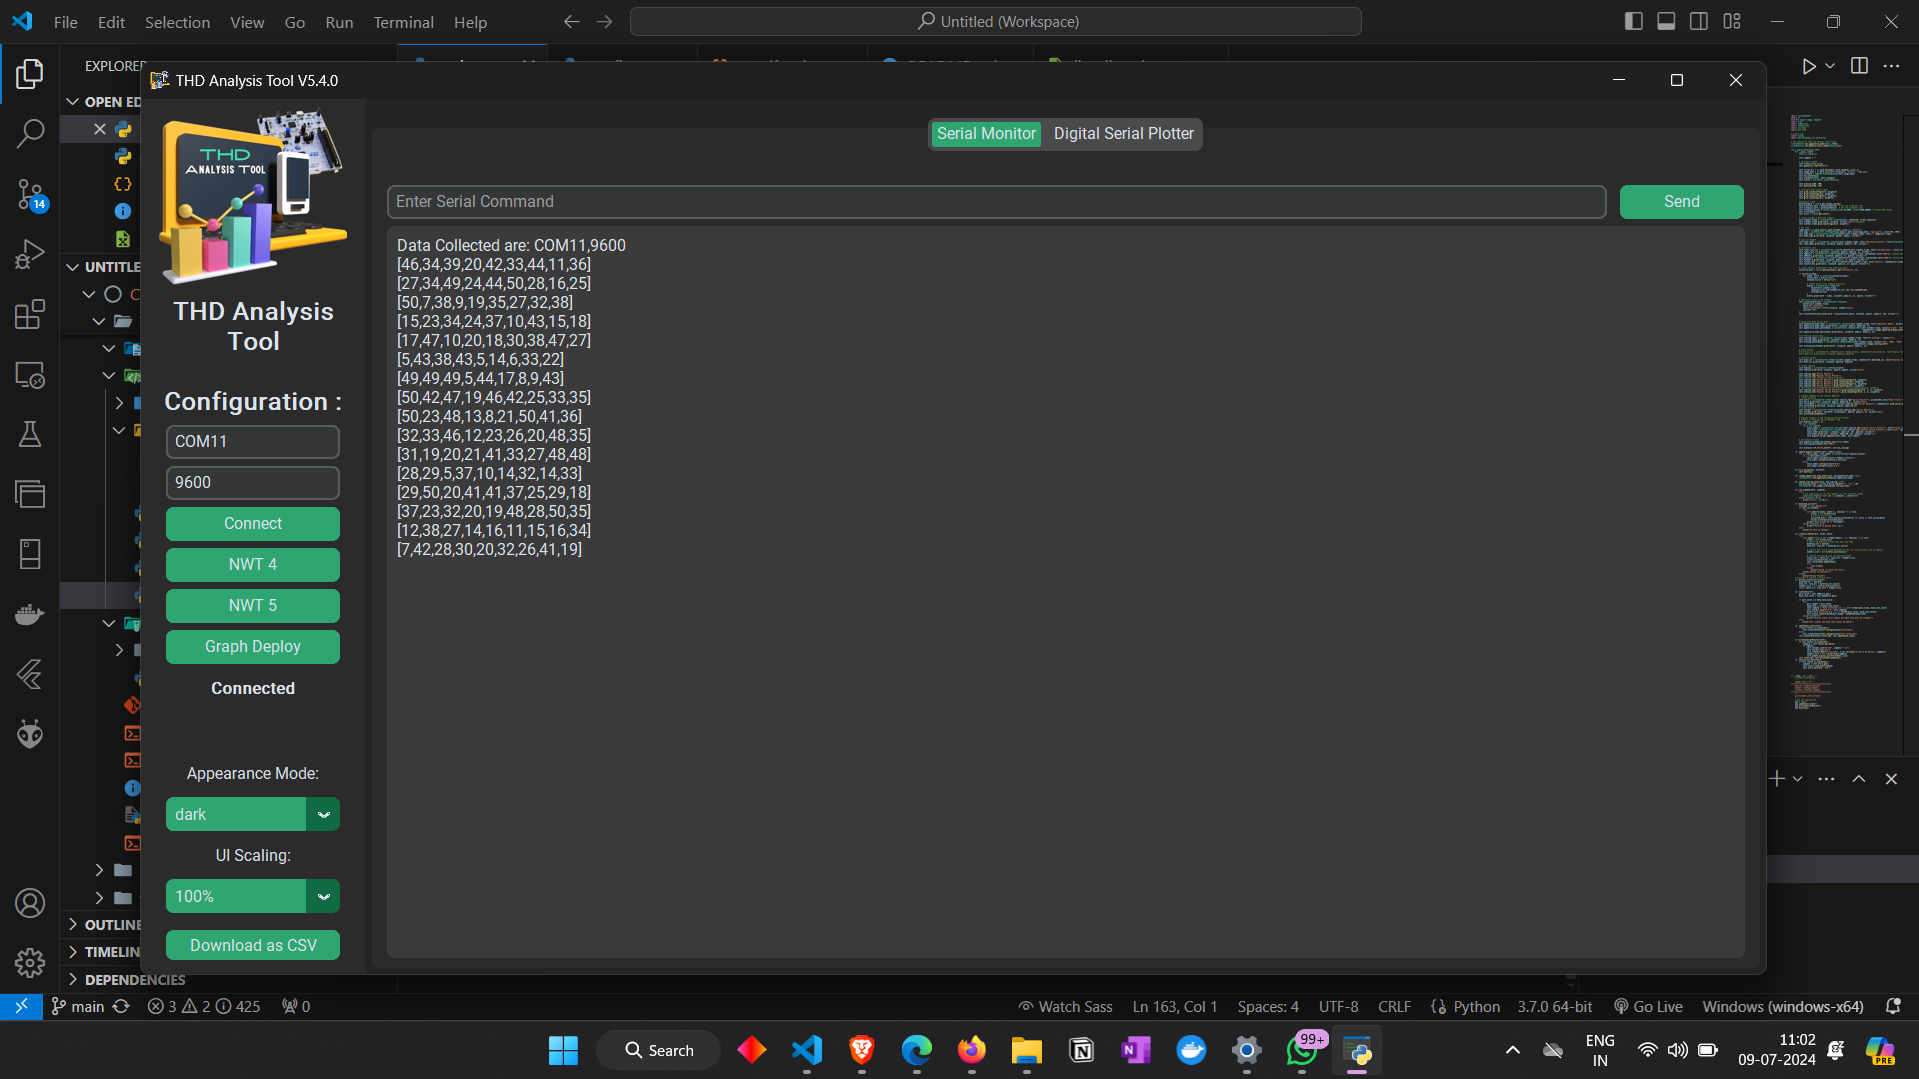 File Edit Selection View Go Run Terminal Help
Untitled (Workspace)
EXPLORER
THD Analysis Tool V5.4.0
OPEN ED
14
UNTITLE
C
THD
ANALYSIS TOOL
THD Analysis
Tool
Configuration :
COM11
9600
Connect
NWT 4
NWT 5
Graph Deploy
Connected
Appearance Mode:
dark
UI Scaling:
100%
Download as CSV
Serial Monitor Digital Serial Plotter
Enter Serial Command
Send
Data Collected are: COM11,9600
[46,34,39,20,42,33,44,11,36]
[27,34,49,24,44,50,28,16,25]
[50,7,38,9,19,35,27,32,38]
[15,23,34,24,37,10,43,15,18]
[17,47,10,20,18,30,38,47,27]
[5,43,38,43,5,14,6,33,22]
[49,49,49,5,44,17,8,9,43]
[50,42,47,19,46,42,25,33,35]
[50,23,48,13,8,21,50,41,36]
[32,33,46,12,23,26,20,48,35]
[31,19,20,21,41,33,27,48,48]
[28,29,5,37,10,14,32,14,33]
[29,50,20,41,41,37,25,29,18]
[37,23,32,20,19,48,28,50,35]
[12,38,27,14,16,11,15,16,34]
[7,42,28,30,20,32,26,41,19]
OUTLINE
TIMELIN
DEPENDENCIES
main 3 2 425 0
Watch Sass Ln 163, Col 1 Spaces: 4 UTF-8 CRLF Python 3.7.0 64-bit Go Live Windows (windows-x64)
Search
99+
ENG
IN
11:02
09-07-2024
PRE